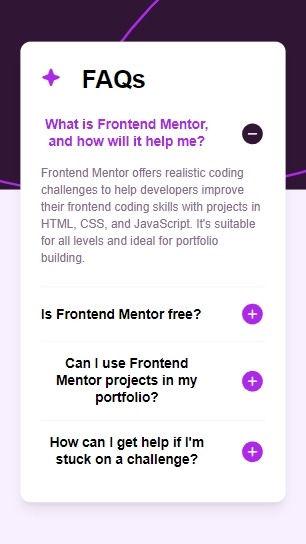 FAQs
What is Frontend Mentor,
and how will it help me?
Frontend Mentor offers realistic coding
challenges to help developers improve
their frontend coding skills with projects in
HTML, CSS, and JavaScript. It's suitable
for all levels and ideal for portfolio
building.
Is Frontend Mentor free?
Can I use Frontend
Mentor projects in my
portfolio?
How can I get help if I'm
stuck on a challenge?